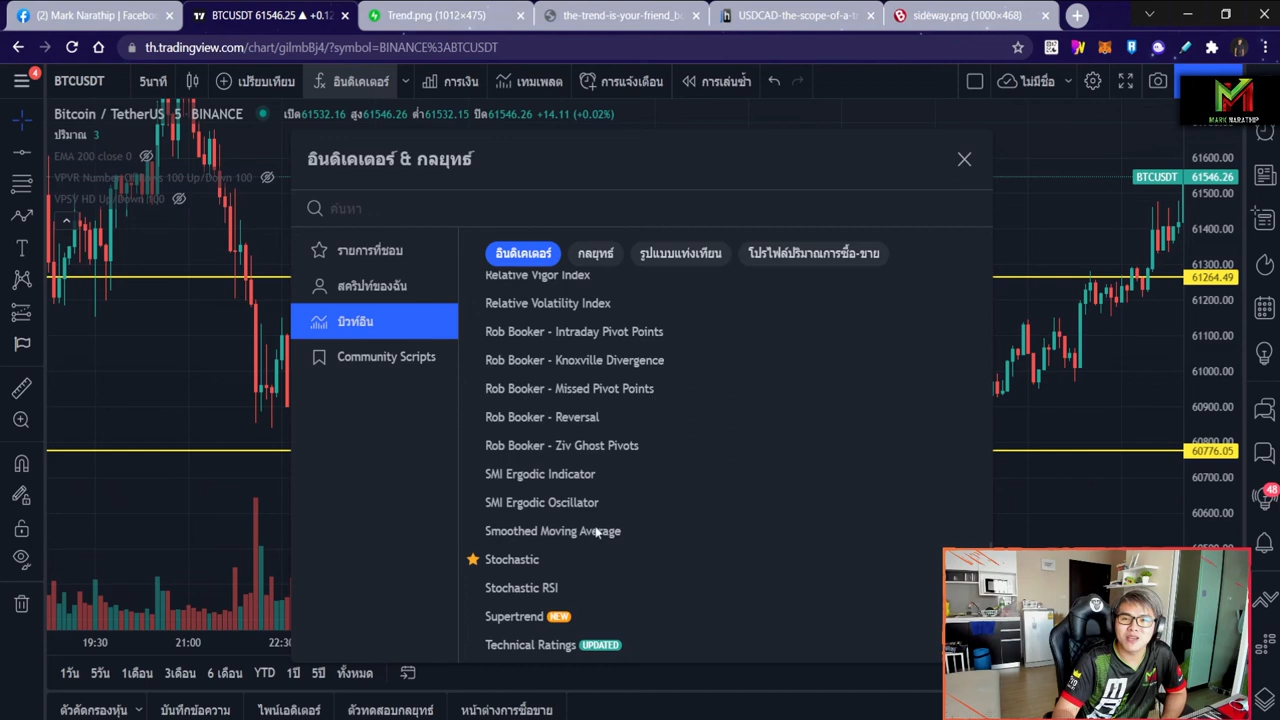 Mark Narathip | Facebook
BTCUSDT 61546.25 ▲ +0.12
Trend.png (1012×475)
the-trend-is-your-friend_b
USDCAD-the-scope-of-a-t
sideway.png (1000×468)
th.tradingview.com/chart/gilmbBj4/?symbol=BINANCE%3ABTCUSDT
4
BTCUSDT
5นาที
เปรียบเทียบ
อินดิเคเตอร์
การเงิน
เทมเพลต
การแจ้งเตือน
การเล่นซ้ำ
ไม่มีชื่อ
MARK NARATHIP
Bitcoin / TetherUS 5 BINANCE
เปิด61532.16 สูง61546.26 ต่ำ61532.15 ปิด61546.26 +14.11 (+0.02%)
ปริมาณ 3
EMA 200 close 0
VPVR Number Of Rows 100 Up/Down 100
VPSV HD Up/Down 100
อินดิเคเตอร์ & กลยุทธ์
ค้นหา
รายการที่ชอบ
สคริปท์ของฉัน
บิวท์อิน
Community Scripts
อินดิเคเตอร์
กลยุทธ์
รูปแบบแท่งเทียน
โปรไฟล์ปริมาณการซื้อ-ขาย
Relative Vigor Index
Relative Volatility Index
Rob Booker - Intraday Pivot Points
Rob Booker - Knoxville Divergence
Rob Booker - Missed Pivot Points
Rob Booker - Reversal
Rob Booker - Ziv Ghost Pivots
SMI Ergodic Indicator
SMI Ergodic Oscillator
Smoothed Moving Average
Stochastic
Stochastic RSI
Supertrend NEW
Technical Ratings UPDATED
61600.00
BTCUSDT 61546.26
61500.00
61400.00
61300.00
61264.49
61200.00
61100.00
61000.00
60900.00
60776.05
60700.00
60600.00
48
19:30
21:00
22:30
1วัน
5วัน
1เดือน
3เดือน
6 เดือน
YTD
1ปี
5ปี
ทั้งหมด
ตัวคัดกรองหุ้น
บันทึกข้อความ
ไพน์เอดิเตอร์
ตัวทดสอบกลยุทธ์
หน้าต่างการซื้อขาย